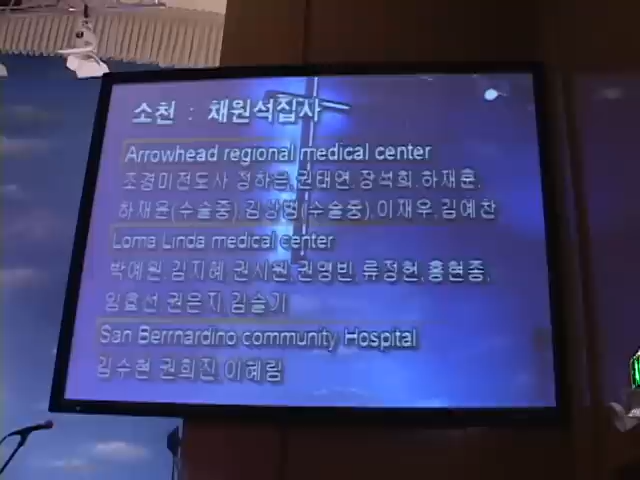 소천 : 채원석집사
Arrowhead regional medical center
조경미전도사 정하은,권태연,장석희,하재훈,
하재윤(수술중),김상명(수술중),이재우,김예찬
Loma Linda medical center
박예원,김지혜 권시원,권영빈,류정헌,홍현종,
임효선 권은지,김슬기
San Berrnardino community Hospital
김수현 권희진 이혜림